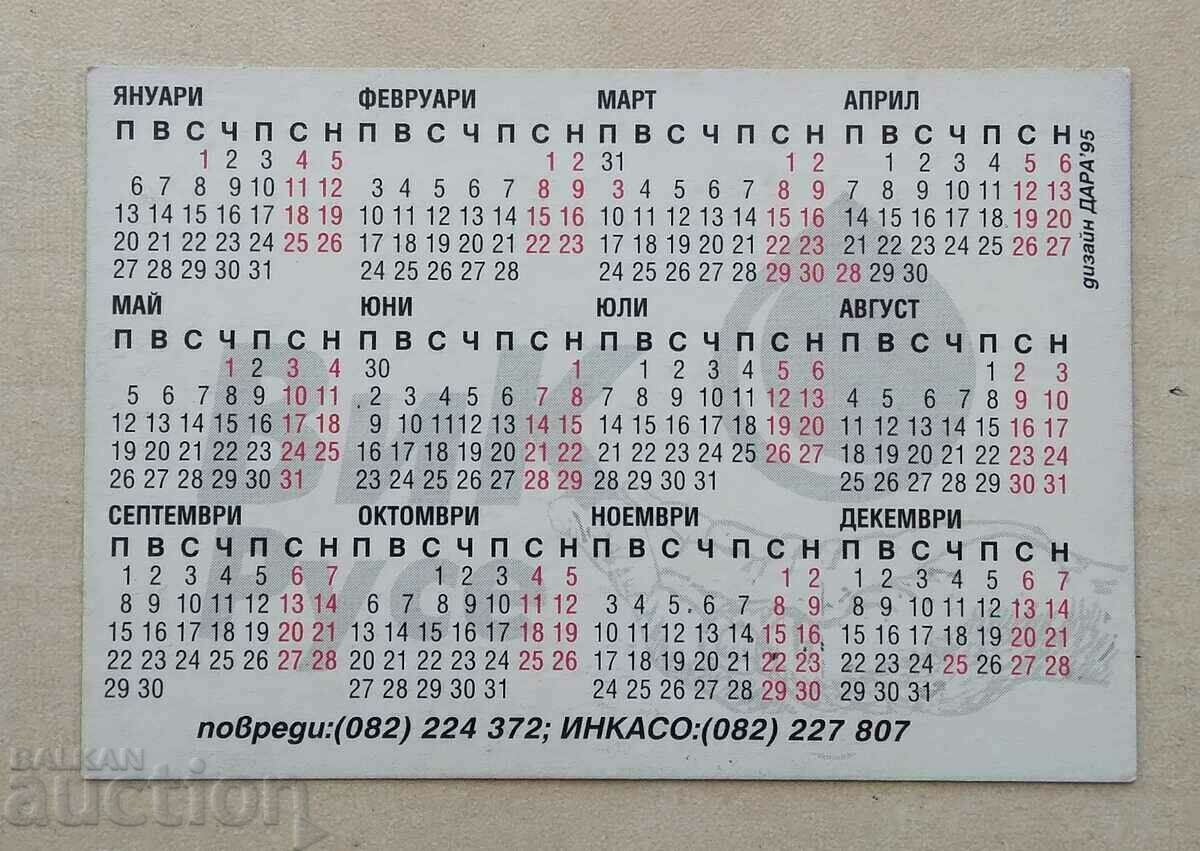 ЯНУАРИ ФЕВРУАРИ МАРТ АПРИЛ
П В С Ч П С Н П В С Ч П С Н П В С Ч П С Н П В С Ч П С Н
1 2 3 4 5 1 2 31 1 2 1 2 3 4 5 6
6 7 8 9 10 11 12 3 4 5 6 7 8 9 3 4 5 6 7 8 9 7 8 9 10 11 12 13
13 14 15 16 17 18 19 10 11 12 13 14 15 16 10 11 12 13 14 15 16 14 15 16 17 18 19 20
20 21 22 23 24 25 26 17 18 19 20 21 22 23 17 18 19 20 21 22 23 21 22 23 24 25 26 27
27 28 29 30 31 24 25 26 27 28 24 25 26 27 28 29 30 28 29 30
дизайн ДАРА'95
МАЙ ЮНИ ЮЛИ АВГУСТ
П В С Ч П С Н П В С Ч П С Н П В С Ч П С Н П В С Ч П С Н
1 2 3 4 30 1 1 2 3 4 5 6 1 2 3
5 6 7 8 9 10 11 2 3 4 5 6 7 8 7 8 9 10 11 12 13 4 5 6 7 8 9 10
12 13 14 15 16 17 18 9 10 11 12 13 14 15 14 15 16 17 18 19 20 11 12 13 14 15 16 17
19 20 21 22 23 24 25 16 17 18 19 20 21 22 21 22 23 24 25 26 27 18 19 20 21 22 23 24
26 27 28 29 30 31 23 24 25 26 27 28 29 28 29 30 31 25 26 27 28 29 30 31
ВиК
Русе
СЕПТЕМВРИ ОКТОМВРИ НОЕМВРИ ДЕКЕМВРИ
П В С Ч П С Н П В С Ч П С Н П В С Ч П С Н П В С Ч П С Н
1 2 3 4 5 6 7 1 2 3 4 5 1 2 1 2 3 4 5 6 7
8 9 10 11 12 13 14 6 7 8 9 10 11 12 3 4 5 6 7 8 9 8 9 10 11 12 13 14
15 16 17 18 19 20 21 13 14 15 16 17 18 19 10 11 12 13 14 15 16 15 16 17 18 19 20 21
22 23 24 25 26 27 28 20 21 22 23 24 25 26 17 18 19 20 21 22 23 22 23 24 25 26 27 28
29 30 27 28 29 30 31 24 25 26 27 28 29 30 29 30 31
повреди:(082) 224 372; ИНКАСО:(082) 227 807
BALKAN
auction